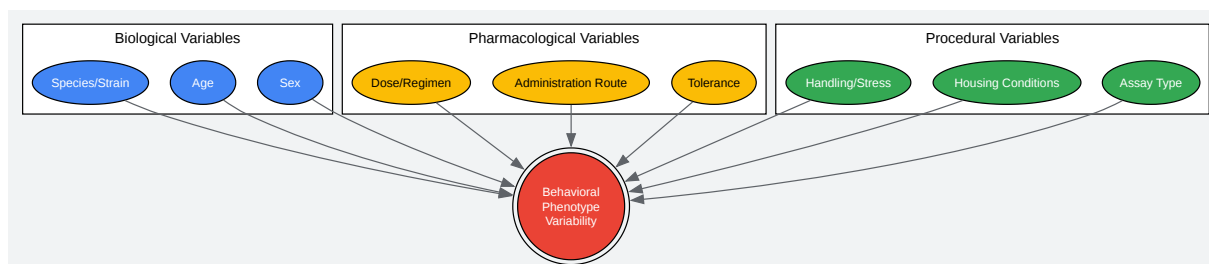 Biological Variables
Pharmacological Variables
Procedural Variables
Species/Strain
Age
Sex
Dose/Regimen
Administration Route
Tolerance
Handling/Stress
Housing Conditions
Assay Type
Behavioral
Phenotype
Variability